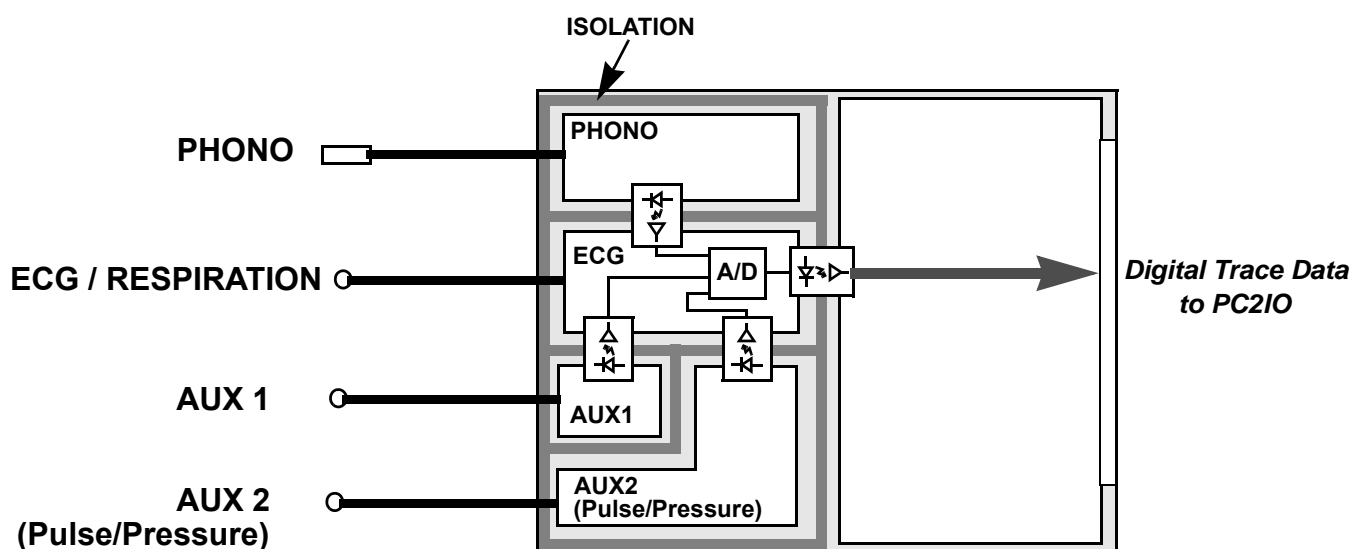 ISOLATION
PHONO
PHONO
ECG / RESPIRATION
ECG
A/D
Digital Trace Data
to PC2IO
AUX 1
AUX1
AUX 2
(Pulse/Pressure)
AUX2
(Pulse/Pressure)